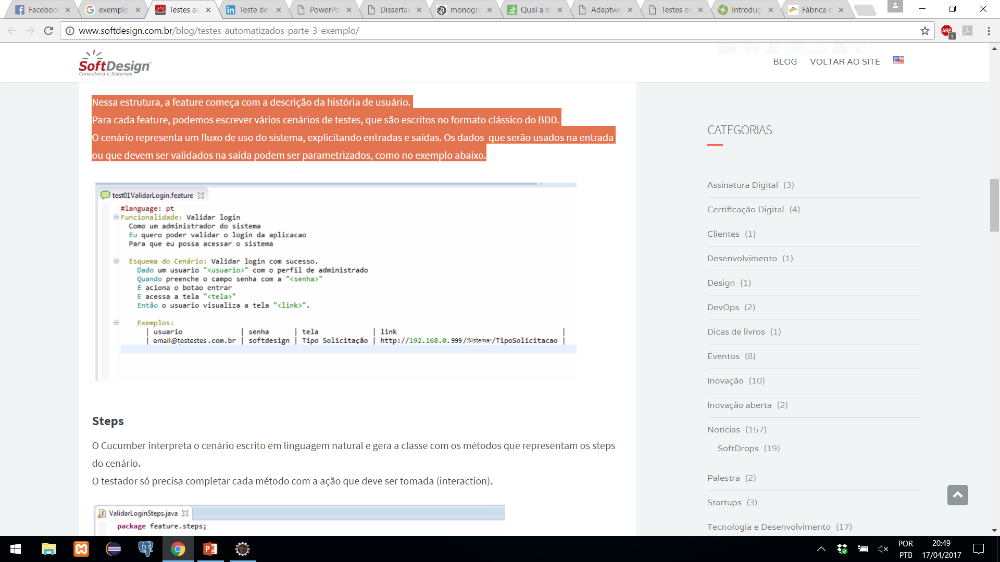 Facebook
exemplo
Testes au
Teste de
PowerPo
Dissertac
monogra
Qual a di
Adaptwo
Testes de
Introduç
Fábrica d
www.softdesign.com.br/blog/testes-automatizados-parte-3-exemplo/
ABP
1
SoftDesign
Consultoria e Sistemas
BLOG
VOLTAR AO SITE
Nessa estrutura, a feature começa com a descrição da história de usuário.
Para cada feature, podemos escrever vários cenários de testes, que são escritos no formato clássico do BDD.
O cenário representa um fluxo de uso do sistema, explicitando entradas e saídas. Os dados  que serão usados na entrada
ou que devem ser validados na saída podem ser parametrizados, como no exemplo abaixo.
test01ValidarLogin.feature
#language: pt
Funcionalidade: Validar login
Como um administrador do sistema
Eu quero poder validar o login da aplicacao
Para que eu possa acessar o sistema
Esquema do Cenário: Validar login com sucesso.
Dado um usuario "<usuario>" com o perfil de administrado
Quando preenche o campo senha com a "<senha>"
E aciona o botao entrar
E acessa a tela "<tela>"
Então o usuario visualiza a tela "<link>".
Exemplos:
| usuario | senha | tela | link |
| email@testestes.com.br | softdesign | Tipo Solicitação | http://192.168.0.999/Sistema/TipoSolicitacao |
Steps
O Cucumber interpreta o cenário escrito em linguagem natural e gera a classe com os métodos que representam os steps
do cenário.
O testador só precisa completar cada método com a ação que deve ser tomada (interaction).
ValidarLoginSteps.java
package feature.steps;
CATEGORIAS
Assinatura Digital (3)
Certificação Digital (4)
Clientes (1)
Desenvolvimento (1)
Design (1)
DevOps (2)
Dicas de livros (1)
Eventos (8)
Inovação (10)
Inovação aberta (2)
Notícias (157)
SoftDrops (19)
Palestra (2)
Startups (3)
Tecnologia e Desenvolvimento (17)
POR
PTB
20:49
17/04/2017